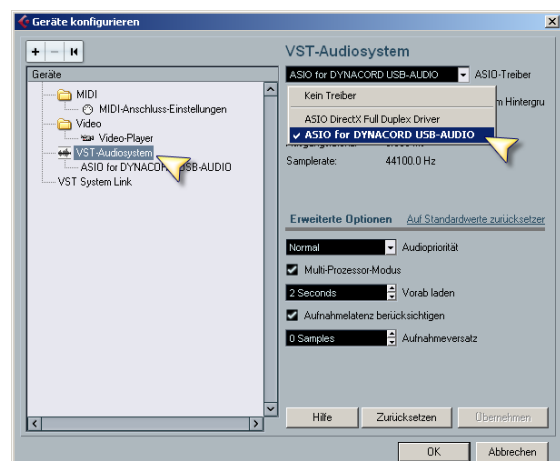 Geräte konfigurieren
Geräte
MIDI
MIDI-Anschluss-Einstellungen
Video
Video-Player
VST-Audiosystem
ASIO for DYNACORD USB-AUDIO
VST System Link
VST-Audiosystem
ASIO for DYNACORD USB-AUDIO ASIO-Treiber
Kein Treiber
m Hintergru
ASIO DirectX Full Duplex Driver
ASIO for DYNACORD USB-AUDIO
Samplerate: 44100.0 Hz
Erweiterte Optionen Auf Standardwerte zurücksetzer
Normal Audiopriorität
Multi-Prozessor-Modus
2 Seconds Vorab laden
Aufnahmelatenz berücksichtigen
0 Samples Aufnahmeversatz
Hilfe Zurücksetzen Übernehmen
OK Abbrechen